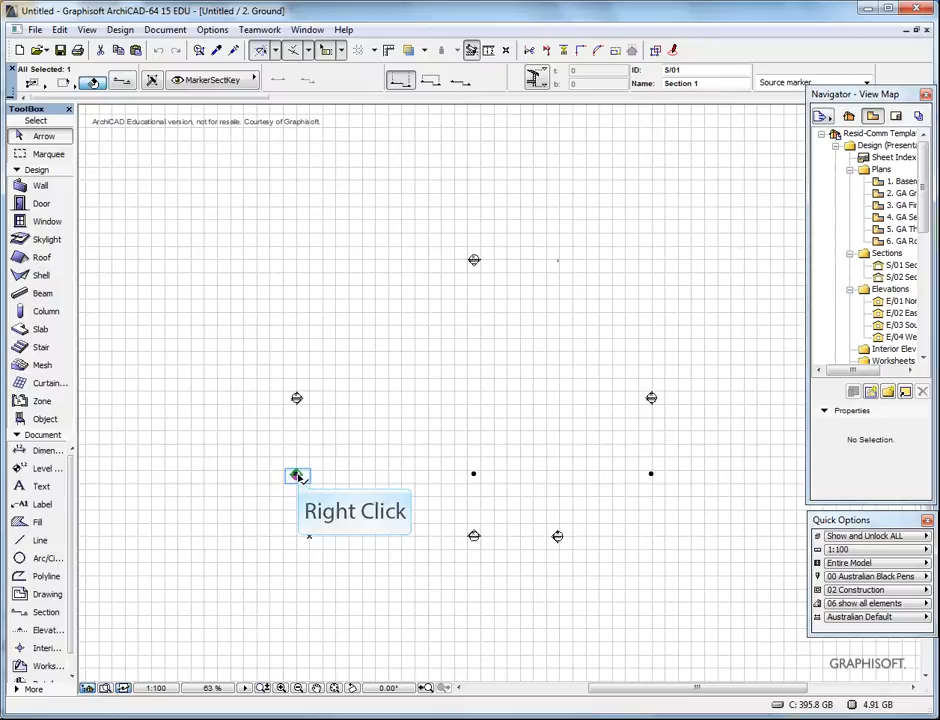 Untitled - Graphisoft ArchiCAD-64 15 EDU - [Untitled / 2. Ground]
File Edit View Design Document Options Teamwork Window Help
All Selected: 1
MarkerSectKey
t: 0
b: 0
ID: S/01
Name: Section 1
Source marker
ToolBox
Select
Arrow
Marquee
Design
Wall
Door
Window
Skylight
Roof
Shell
Beam
Column
Slab
Stair
Mesh
Curtain...
Zone
Object
Document
Dimen...
Level ...
Text
Label
Fill
Line
Arc/Ci...
Polyline
Drawing
Section
Elevat...
Interi...
Works...
More
ArchiCAD Educational version, not for resale. Courtesy of Graphisoft.
Right Click
Navigator - View Map
Resid-Comm Templa
Design (Presenta
Sheet Index
Plans
1. Basem
2. GA Gr
3. GA Fi
4. GA Se
5. GA Th
6. GA Ro
Sections
S/01 Sec
S/02 Sec
Elevations
E/01 Nor
E/02 Eas
E/03 Sou
E/04 We
Interior Elev
Worksheets
Properties
No Selection.
Quick Options
Show and Unlock ALL
1:100
Entire Model
00 Australian Black Pens
02 Construction
06 show all elements
Australian Default
GRAPHISOFT.
1:100
63 %
0.00°
C: 395.8 GB
4.91 GB